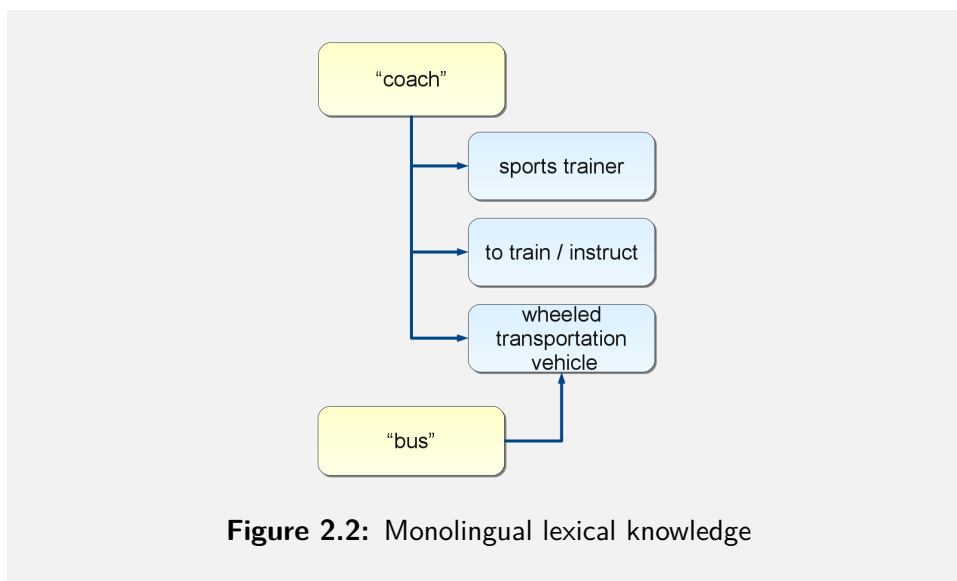 “coach”
sports trainer
to train / instruct
wheeled
transportation
vehicle
“bus”
Figure 2.2: Monolingual lexical knowledge